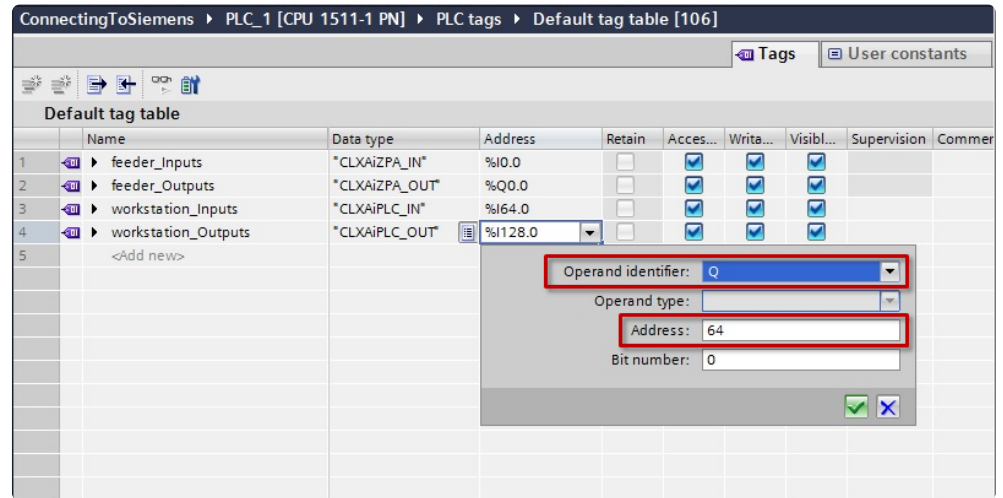 ConnectingToSiemens ▸ PLC_1 [CPU 1511-1 PN] ▸ PLC tags ▸ Default tag table [106]
Tags User constants
Default tag table
Name Data type Address Retain Acces... Writa... Visibl... Supervision Commer
1 feeder_Inputs "CLXAiZPA_IN" %I0.0
2 feeder_Outputs "CLXAiZPA_OUT" %Q0.0
3 workstation_Inputs "CLXAiPLC_IN" %I64.0
4 workstation_Outputs "CLXAiPLC_OUT" %I128.0
5 <Add new>
Operand identifier: Q
Operand type:
Address: 64
Bit number: 0